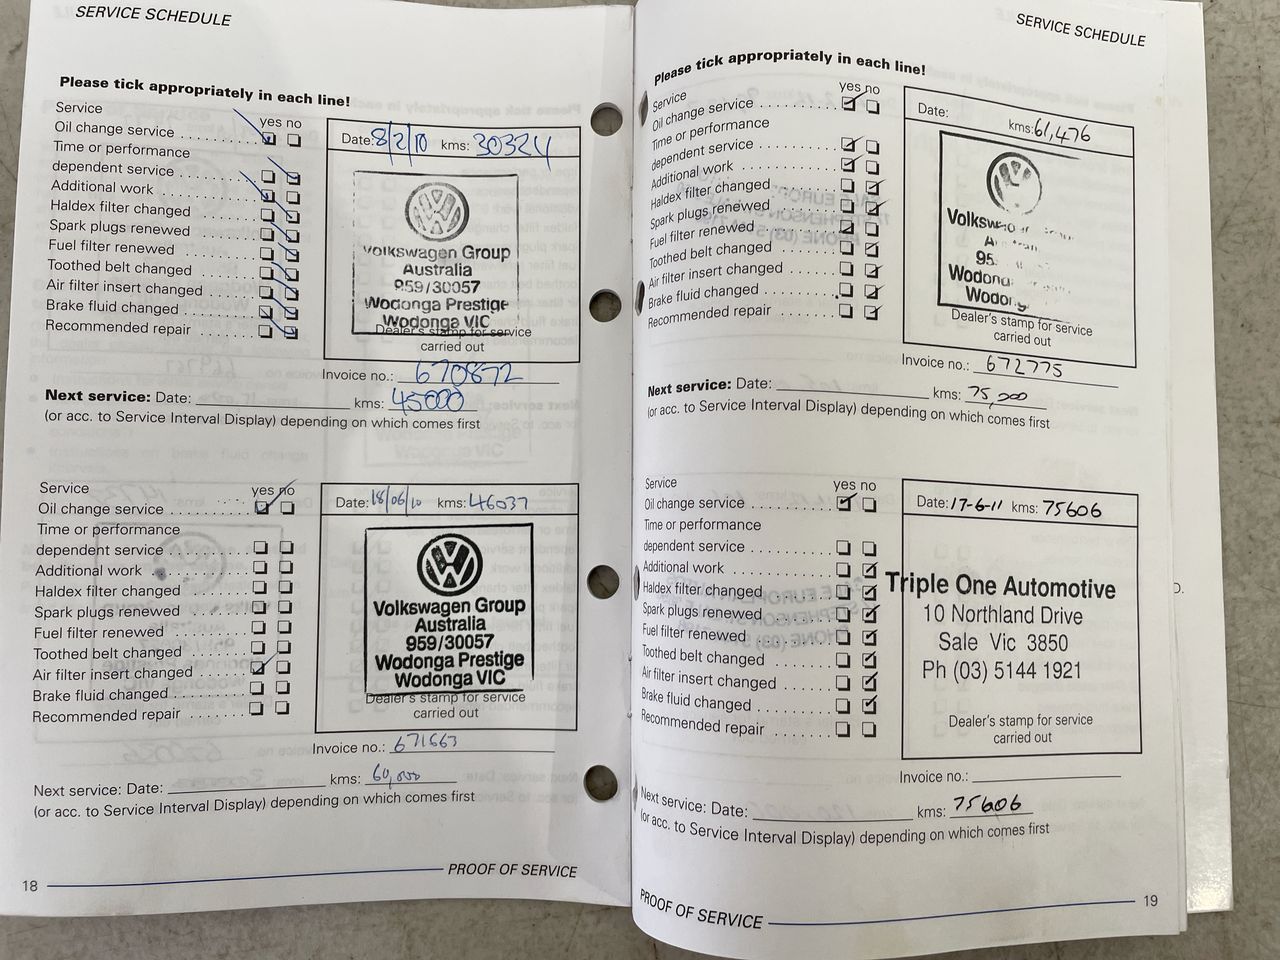 SERVICE SCHEDULE
Please tick appropriately in each line!
Service
yes no
Oil change service
Time or performance
dependent service
Additional work
Haldex filter changed
Spark plugs renewed
Fuel filter renewed
Toothed belt changed
Air filter insert changed
Brake fluid changed
Recommended repair
Date: 8/2/10 kms: 30324
Volkswagen Group
Australia
959/30057
Wodonga Prestige
Wodonga VIC
Dealer's stamp for service
carried out
Invoice no.: 670872
Next service: Date: kms: 45000
(or acc. to Service Interval Display) depending on which comes first
Service
yes no
Oil change service
Time or performance
dependent service
Additional work
Haldex filter changed
Spark plugs renewed
Fuel filter renewed
Toothed belt changed
Air filter insert changed
Brake fluid changed
Recommended repair
Date: 18/06/10 kms: 46037
Volkswagen Group
Australia
959/30057
Wodonga Prestige
Wodonga VIC
Dealer's stamp for service
carried out
Invoice no.: 671563
Next service: Date: kms: 60,000
(or acc. to Service Interval Display) depending on which comes first
PROOF OF SERVICE
18
SERVICE SCHEDULE
Please tick appropriately in each line!
Service
yes no
Oil change service
Time or performance
dependent service
Additional work
Haldex filter changed
Spark plugs renewed
Fuel filter renewed
Toothed belt changed
Air filter insert changed
Brake fluid changed
Recommended repair
Date: kms: 61,476
95
Dealer's stamp for service
carried out
Invoice no.: 672775
Next service: Date: kms: 75,000
(or acc. to Service Interval Display) depending on which comes first
Service
yes no
Oil change service
Time or performance
dependent service
Additional work
Haldex filter changed
Spark plugs renewed
Fuel filter renewed
Toothed belt changed
Air filter insert changed
Brake fluid changed
Recommended repair
Date: 17-6-11 kms: 75606
Triple One Automotive
10 Northland Drive
Sale Vic 3850
Ph (03) 5144 1921
Dealer's stamp for service
carried out
Invoice no.:
Next service: Date: kms: 75606
(or acc. to Service Interval Display) depending on which comes first
PROOF OF SERVICE
19